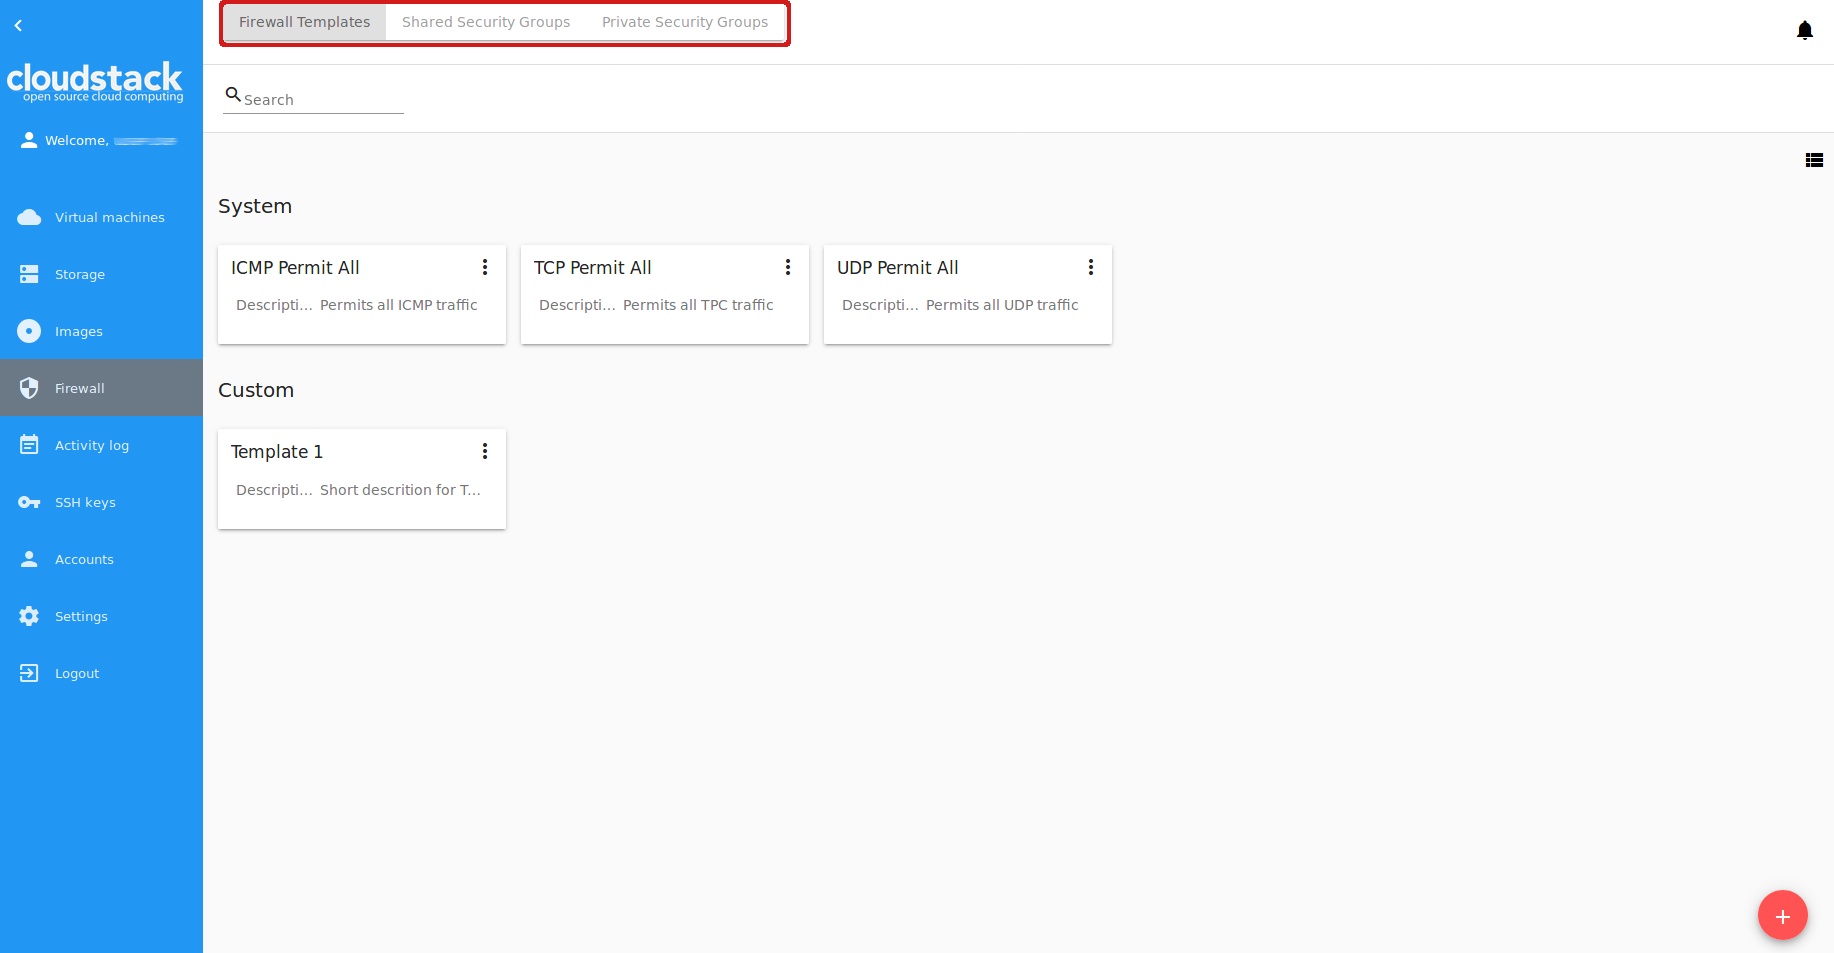 Firewall Templates Shared Security Groups Private Security Groups
cloudstack
open source cloud computing
Search
Welcome,
Virtual machines
Storage
Images
Firewall
Activity log
SSH keys
Accounts
Settings
Logout
System
ICMP Permit All
Descripti... Permits all ICMP traffic
TCP Permit All
Descripti... Permits all TPC traffic
UDP Permit All
Descripti... Permits all UDP traffic
Custom
Template 1
Descripti... Short descrition for T...